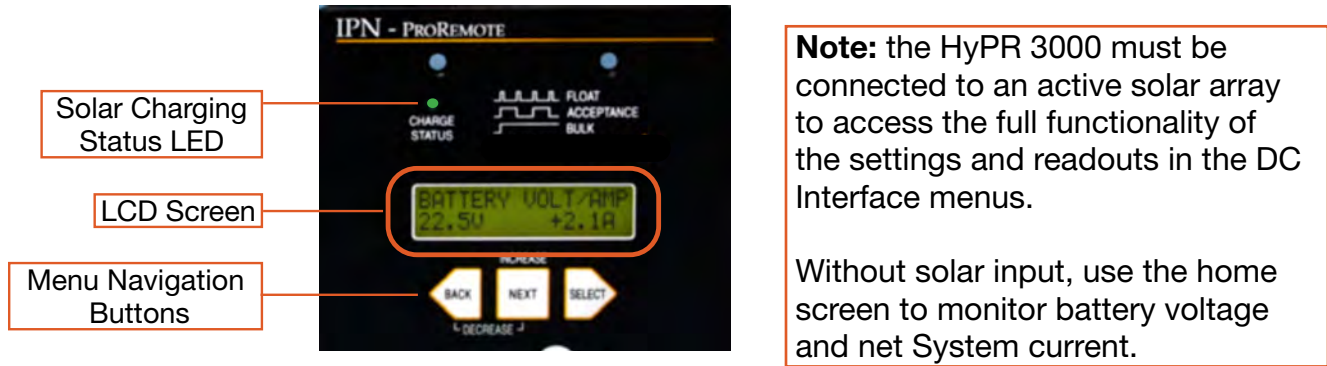 IPN - PROREMOTE
Solar Charging
Status LED
CHARGE
STATUS
FLOAT
ACCEPTANCE
BULK
LCD Screen
BATTERY VOLT/AMP
22.5V +2.1A
Menu Navigation
Buttons
INCREASE
BACK NEXT SELECT
DECREASE
Note: the HyPR 3000 must be
connected to an active solar array
to access the full functionality of
the settings and readouts in the DC
Interface menus.
Without solar input, use the home
screen to monitor battery voltage
and net System current.